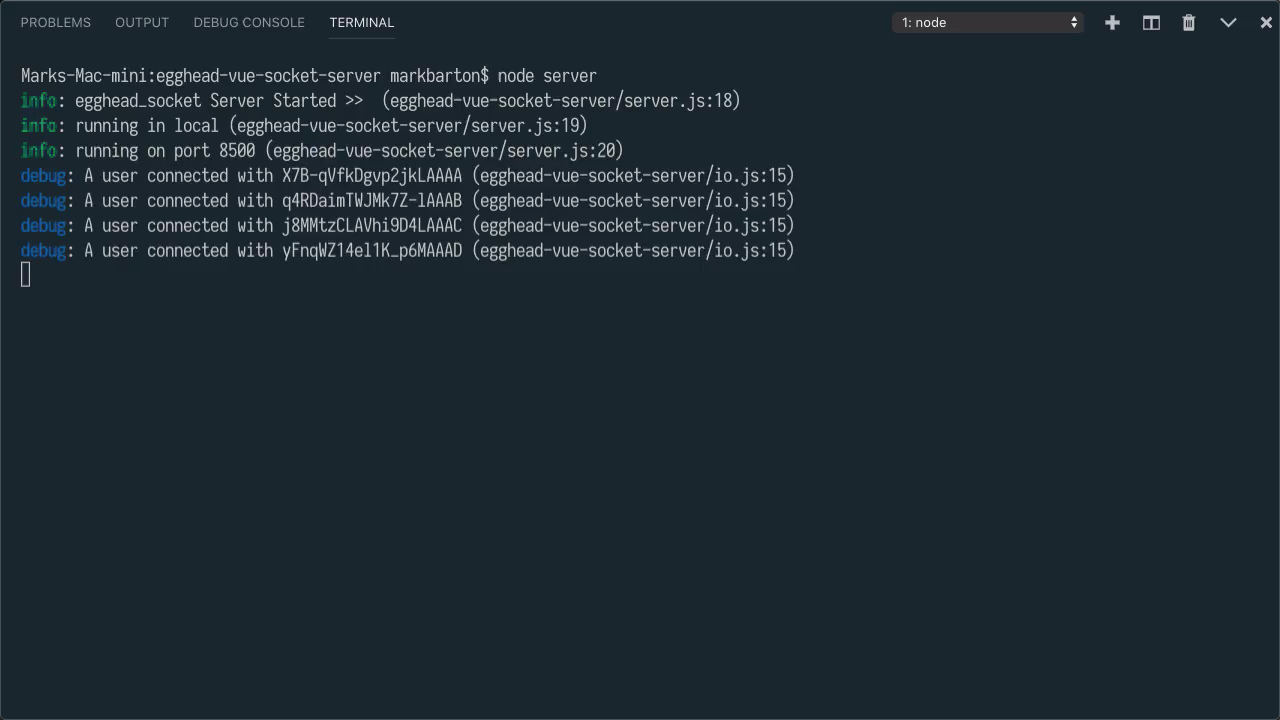 PROBLEMS OUTPUT DEBUG CONSOLE TERMINAL 1: node
Marks-Mac-mini:egghead-vue-socket-server markbarton$ node server
info: egghead_socket Server Started >>  (egghead-vue-socket-server/server.js:18)
info: running in local (egghead-vue-socket-server/server.js:19)
info: running on port 8500 (egghead-vue-socket-server/server.js:20)
debug: A user connected with X7B-qVfkDgvp2jkLAAAA (egghead-vue-socket-server/io.js:15)
debug: A user connected with q4RDaimTWJMk7Z-lAAAB (egghead-vue-socket-server/io.js:15)
debug: A user connected with j8MMtzCLAVhi9D4LAAAC (egghead-vue-socket-server/io.js:15)
debug: A user connected with yFnqWZ14el1K_p6MAAAD (egghead-vue-socket-server/io.js:15)